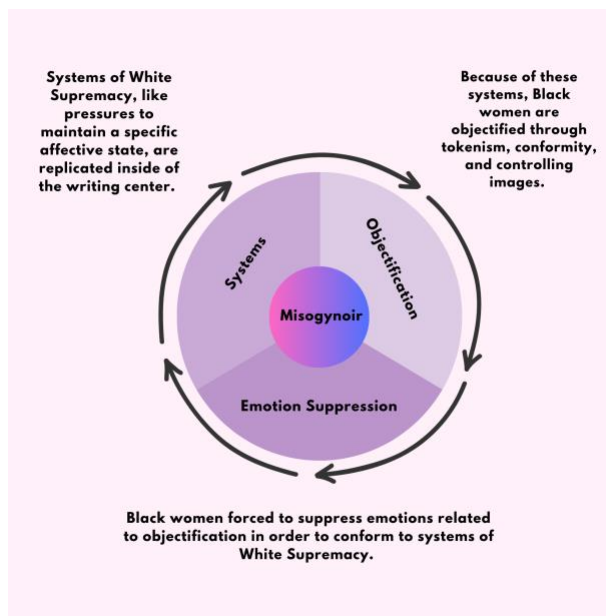 Systems of White
Supremacy, like
pressures to
maintain a specific
affective state, are
replicated inside of
the writing center.
Because of these
systems, Black
women are
objectified through
tokenism, conformity,
and controlling
images.
Systems
Objectification
Misogynoir
Emotion Suppression
Black women forced to suppress emotions related
to objectification in order to conform to systems of
White Supremacy.